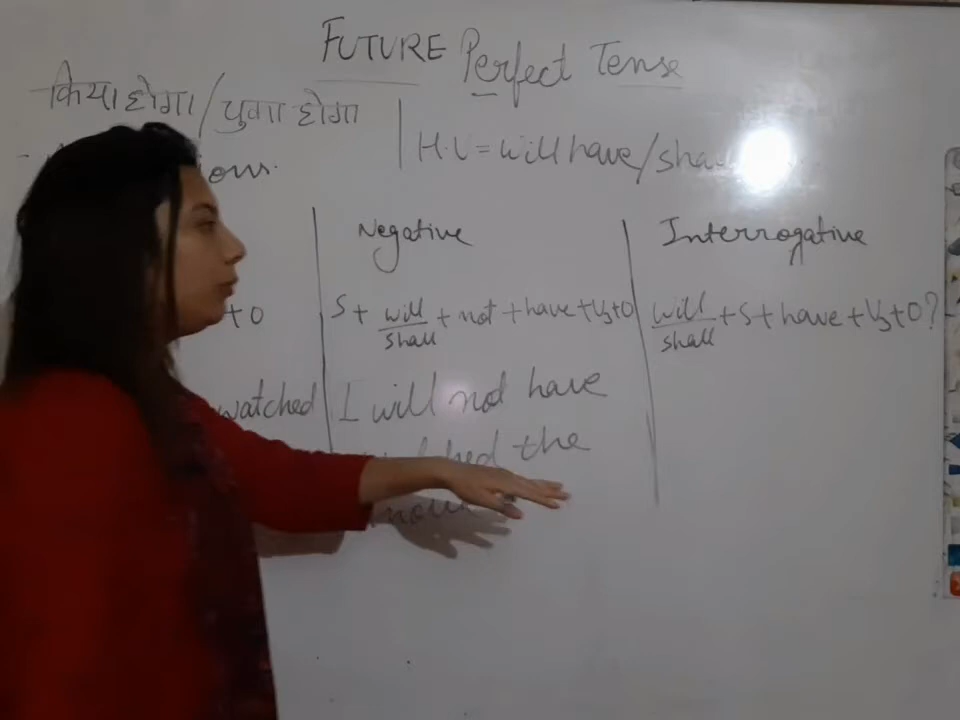 FUTURE Perfect Tense
किया होगा / चुका होगा
H.V = will have /
Negative
Interrogative
+ O
S + will/shall + not + have + V3 + O
will/shall + S + have + V3 + O?
watched
I will not have
the